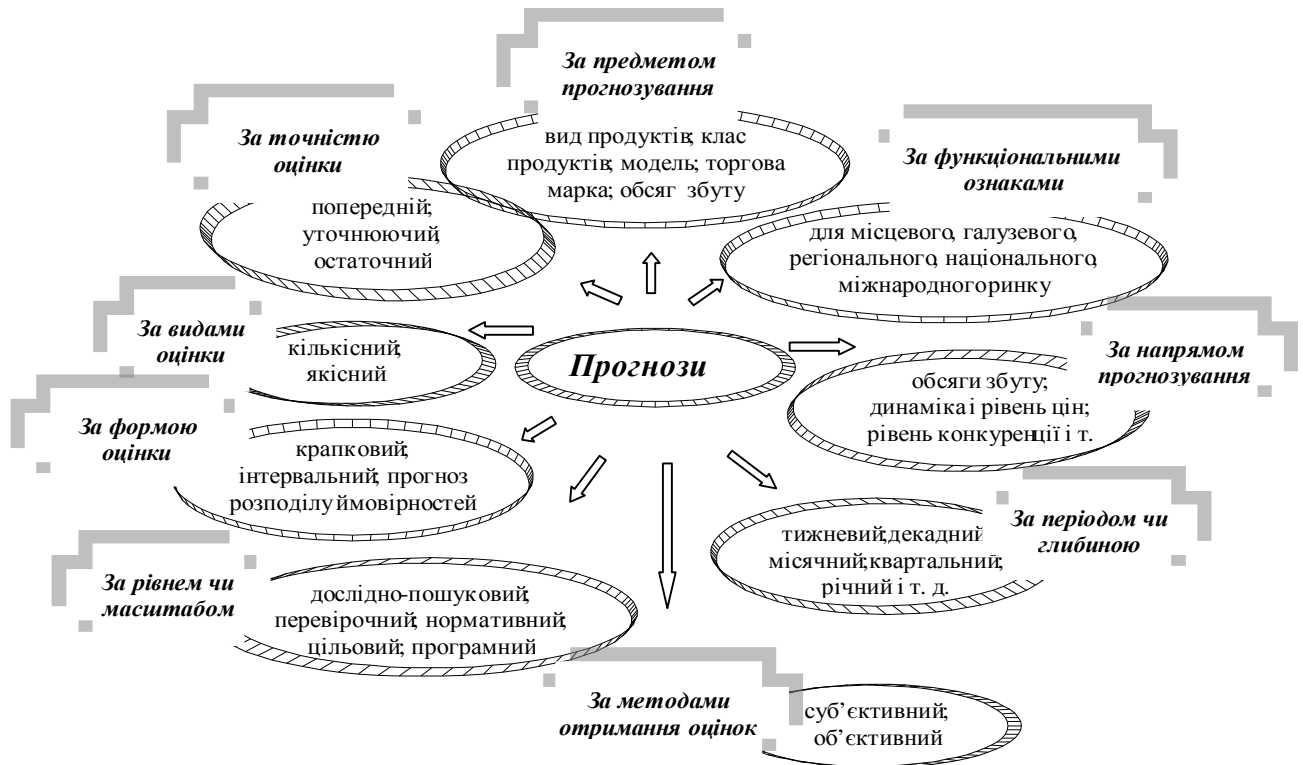 За предметом
прогнозування
вид продуктів; клас
продуктів; модель; торгова
марка; обсяг збуту
За точністю
оцінки
попередній;
уточнюючий,
остаточний
За функціональними
ознаками
для місцевого, галузевого,
регіонального, національного,
міжнародногоринку
За видами
оцінки
кількісний;
якісний
Прогнози
За напрямом
прогнозування
обсяги збуту;
динаміка і рівень цін;
рівень конкуренції і т.
За формою
оцінки
крапковий;
інтервальний; прогноз
розподілу ймовірностей
За періодом чи
глибиною
тижневий;декадний
місячний;квартальний;
річний і т. д.
За рівнем чи
масштабом
дослідно-пошуковий;
перевірочний; нормативний;
цільовий; програмний
За методами
отримання оцінок
суб’єктивний;
об’єктивний